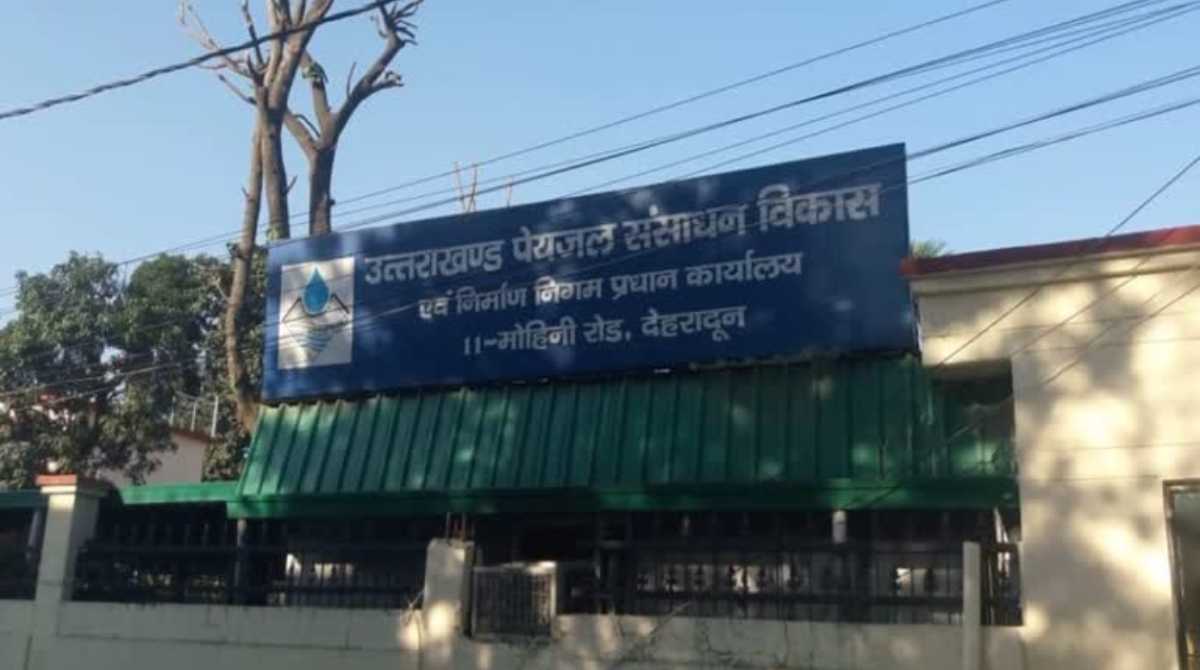 उत्तराखण्ड पेयजल संसाधन विकास
एवं निर्माण निगम प्रधान कार्यालय
11-मोहिनी रोड, देहरादून